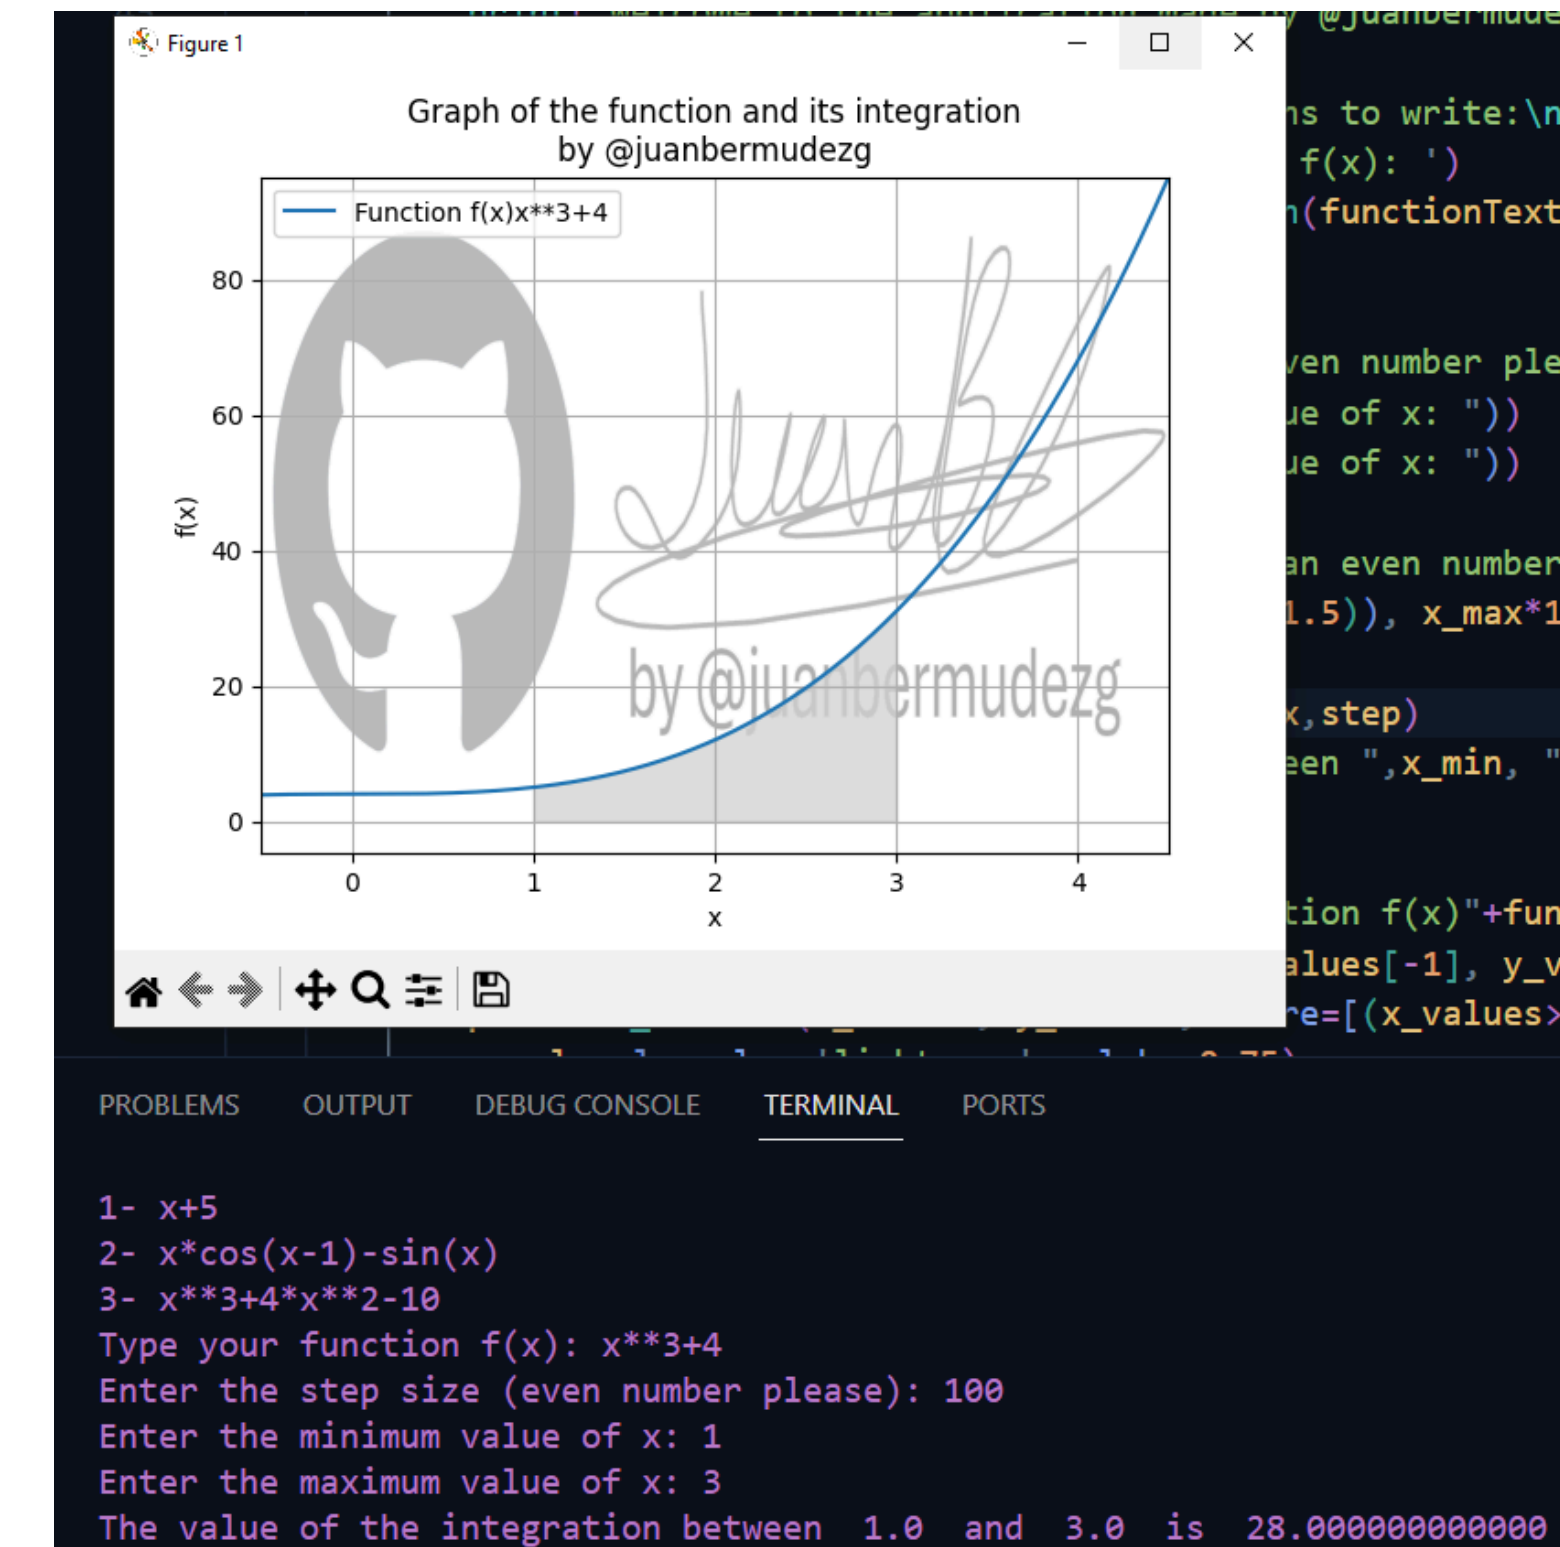 @juanbermude
Figure 1
Graph of the function and its integration
by @juanbermudezg
Function f(x)x**3+4
80
60
40
20
0
f(x)
0 1 2 3 4
x
by @juanbermudezg
ns to write:\n
f(x): ')
n(functionText
ven number ple
ue of x: "))
ue of x: "))
an even number
1.5)), x_max*1
x,step)
een ",x_min, "
tion f(x)"+fun
alues[-1], y_v
re=[(x_values>
PROBLEMS OUTPUT DEBUG CONSOLE TERMINAL PORTS
1- x+5
2- x*cos(x-1)-sin(x)
3- x**3+4*x**2-10
Type your function f(x): x**3+4
Enter the step size (even number please): 100
Enter the minimum value of x: 1
Enter the maximum value of x: 3
The value of the integration between  1.0  and  3.0  is  28.000000000000